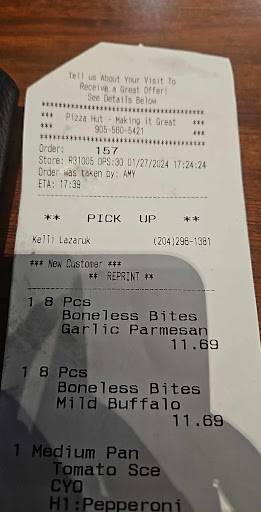 Tell us About Your Visit To
Receive a Great Offer!
See Details Below
****************************************
*** Pizza Hut - Making it Great ***
*** 905-560-5421 ***
****************************************
Order: 157
Store: R31005 OPS:30 01/27/2024 17:24:24
Order was taken by: AMY
ETA: 17:39
** PICK UP **
Kelli Lazaruk (204)296-1381
*** New Customer ***
** REPRINT **
1 8 Pcs
Boneless Bites
Garlic Parmesan
11.69
1 8 Pcs
Boneless Bites
Mild Buffalo
11.69
1 Medium Pan
Tomato Sce
CYO
H1:Pepperoni